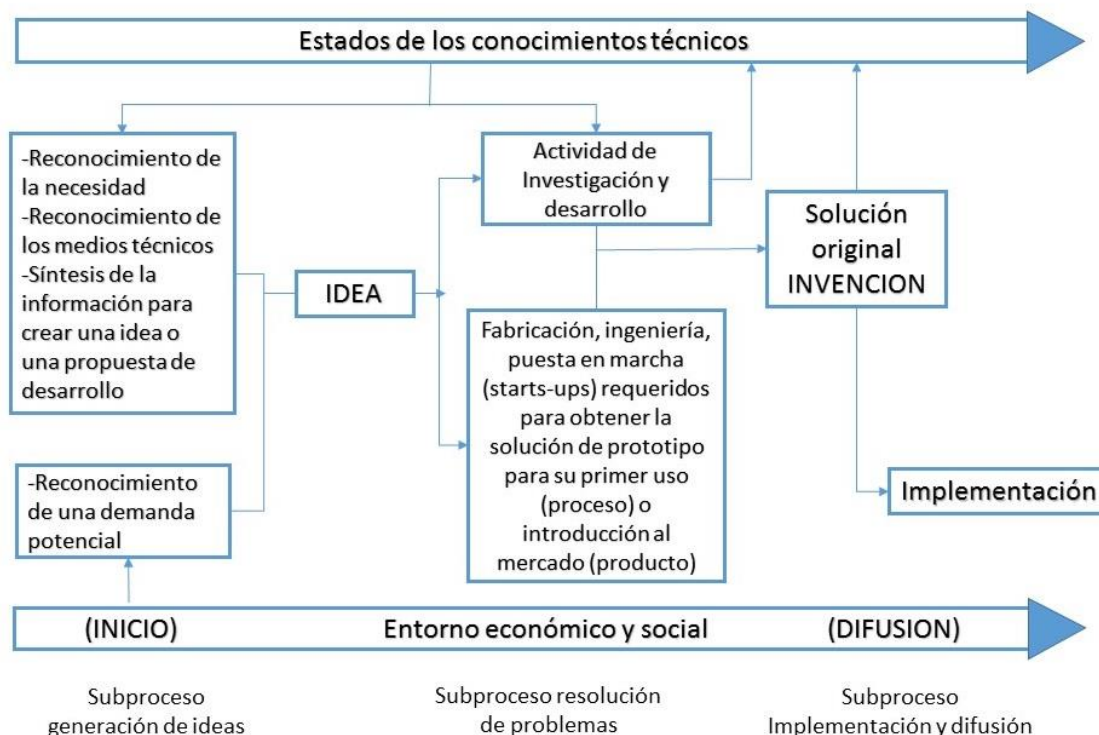 Estados de los conocimientos técnicos
-Reconocimiento de
la necesidad
-Reconocimiento de
los medios técnicos
-Síntesis de la
información para
crear una idea o
una propuesta de
desarrollo
-Reconocimiento
de una demanda
potencial
IDEA
Actividad de
Investigación y
desarrollo
Fabricación, ingeniería,
puesta en marcha
(starts-ups) requeridos
para obtener la
solución de prototipo
para su primer uso
(proceso) o
introducción al
mercado (producto)
Solución
original
INVENCION
Implementación
(INICIO) Entorno económico y social (DIFUSION)
Subproceso
generación de ideas
Subproceso resolución
de problemas
Subproceso
Implementación y difusión